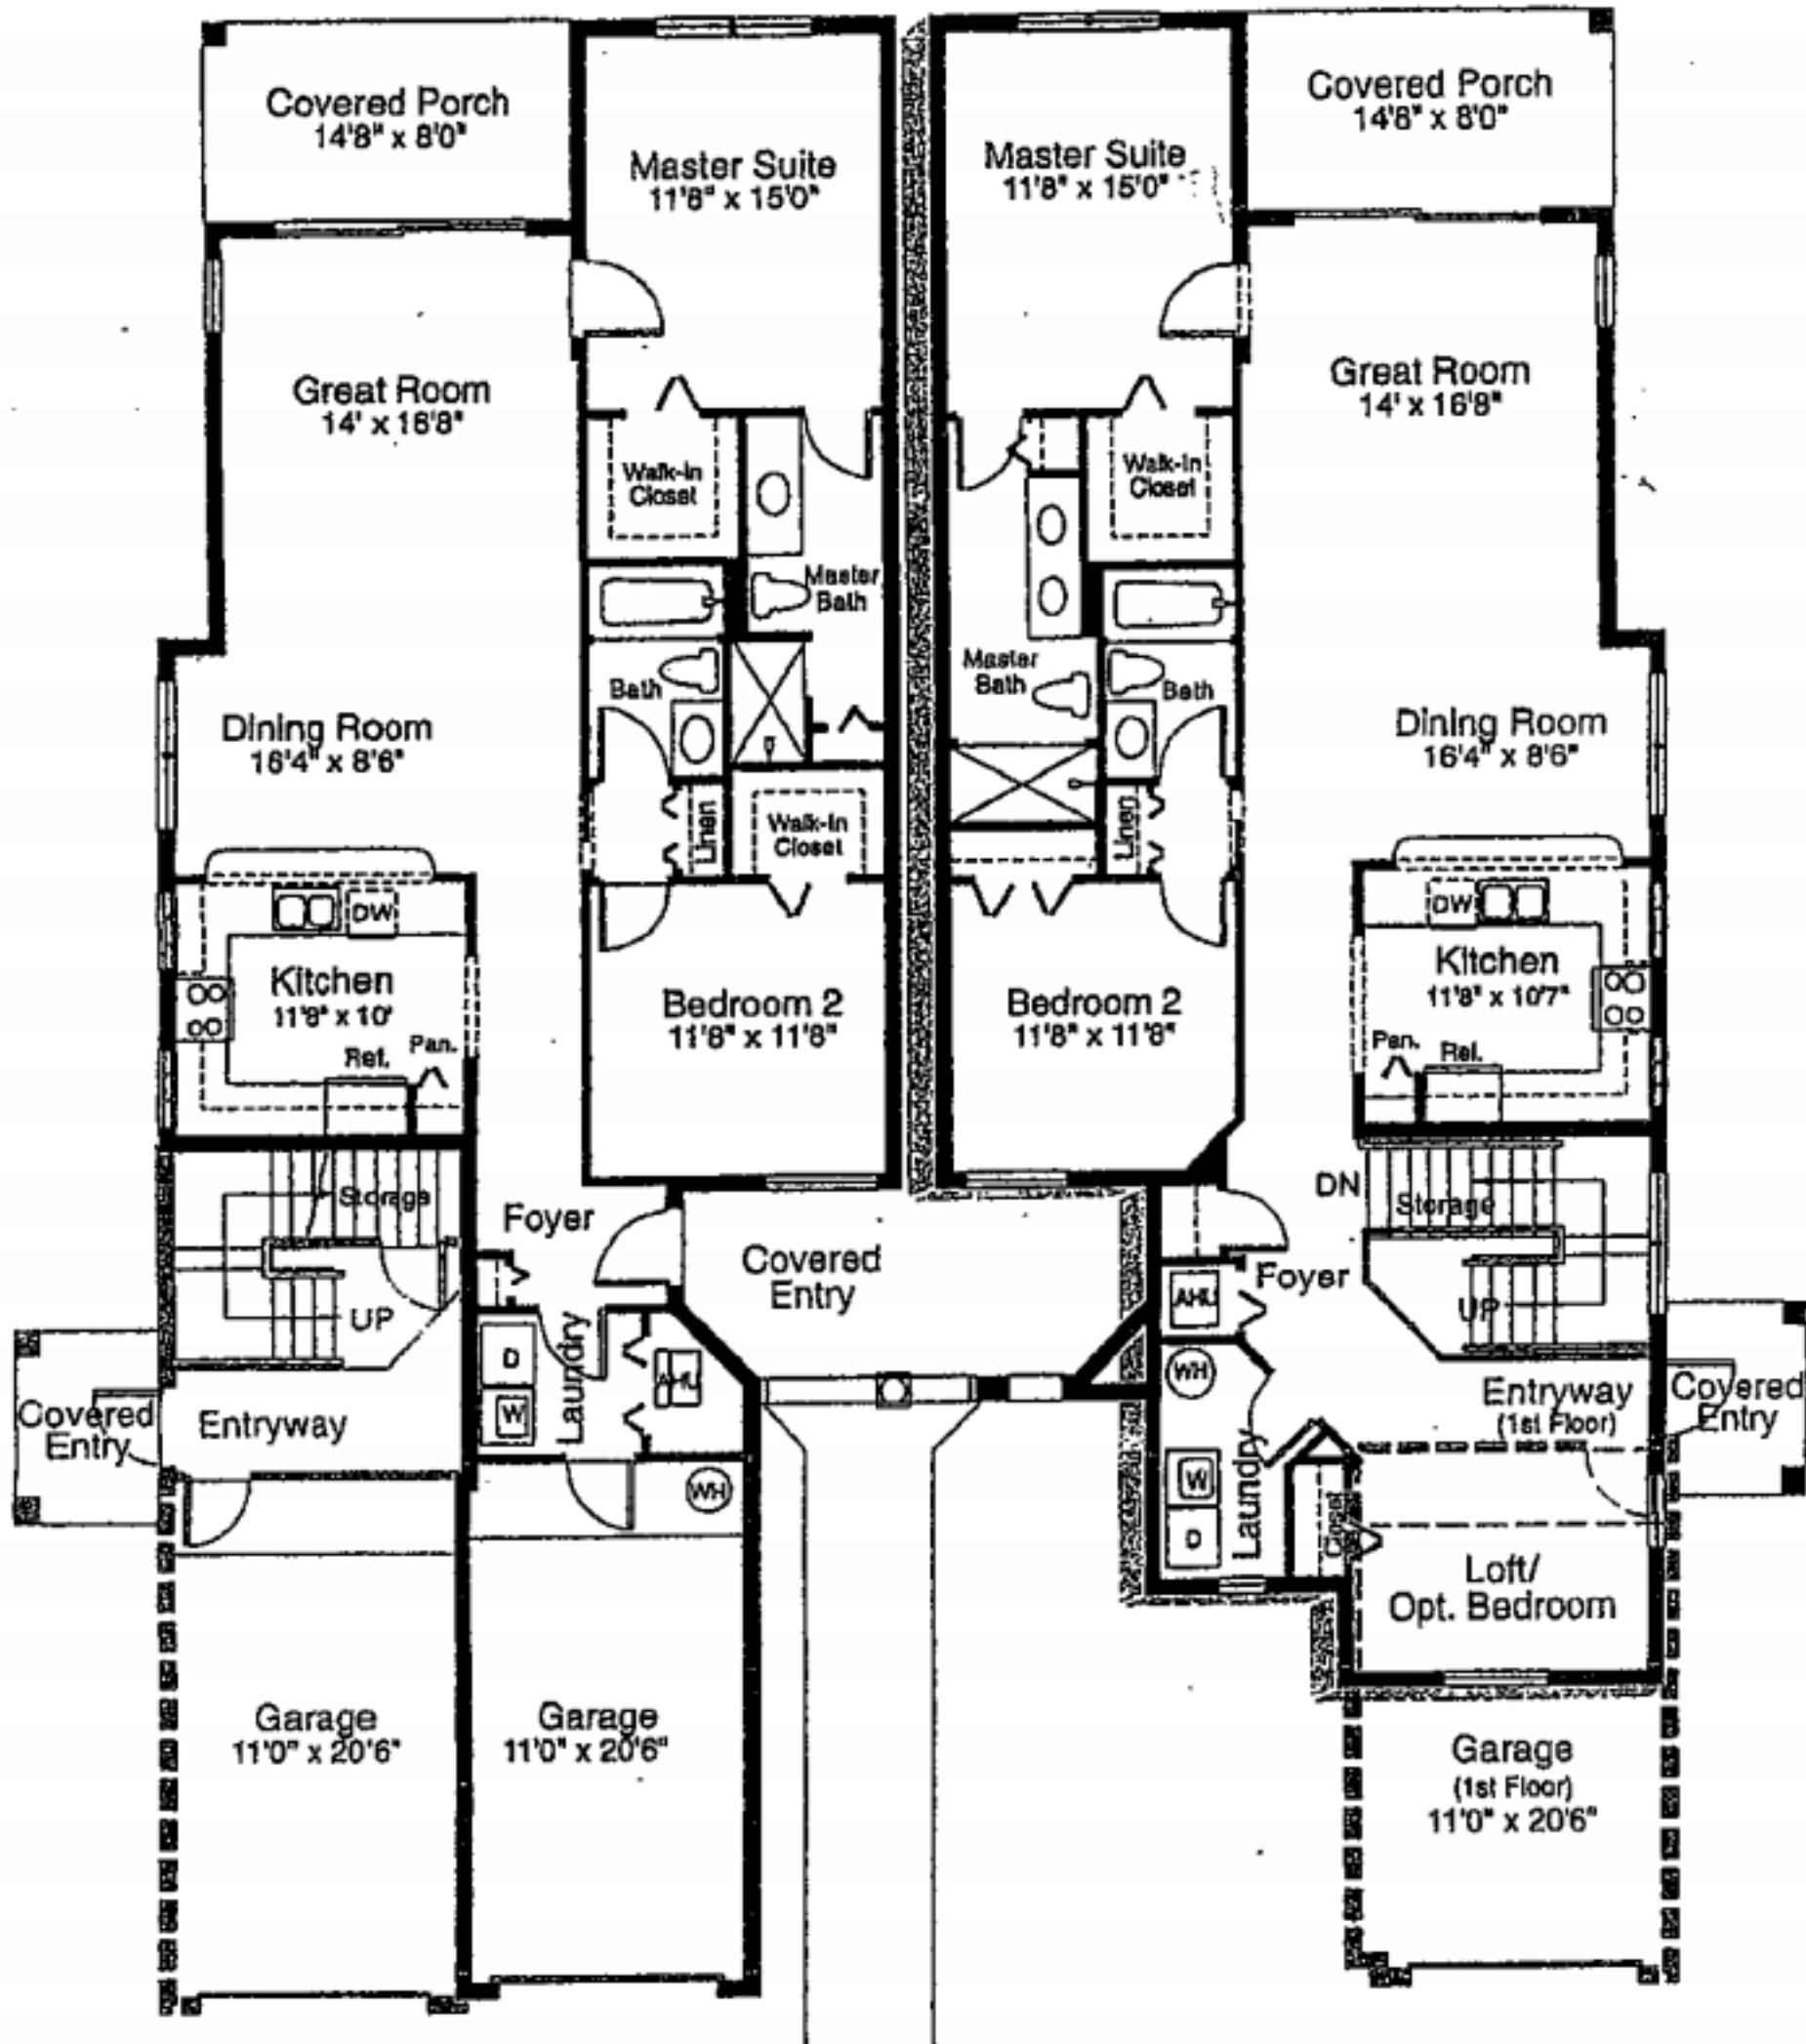 Covered Porch
14'8" x 8'0"
Master Suite
11'8" x 15'0"
Great Room
14' x 16'8"
Walk-In
Closet
Master
Bath
Bath
Dining Room
16'4" x 8'6"
Linen
Walk-In
Closet
DW
Kitchen
11'8" x 10'
Ref.
Pan.
Bedroom 2
11'8" x 11'8"
Storage
Foyer
UP
Covered
Entry
D
W
Laundry
AHU
Covered
Entry
Entryway
WH
Garage
11'0" x 20'6"
Garage
11'0" x 20'6"
Master Suite
11'8" x 15'0"
Covered Porch
14'8" x 8'0"
Great Room
14' x 16'8"
Walk-In
Closet
Master
Bath
Bath
Dining Room
16'4" x 8'6"
Linen
DW
Kitchen
11'8" x 10'7"
Pan.
Ref.
Bedroom 2
11'8" x 11'8"
DN
Storage
Foyer
AHU
UP
WH
Entryway
(1st Floor)
Covered
Entry
W
D
Laundry
Closet
Loft/
Opt. Bedroom
Garage
(1st Floor)
11'0" x 20'6"